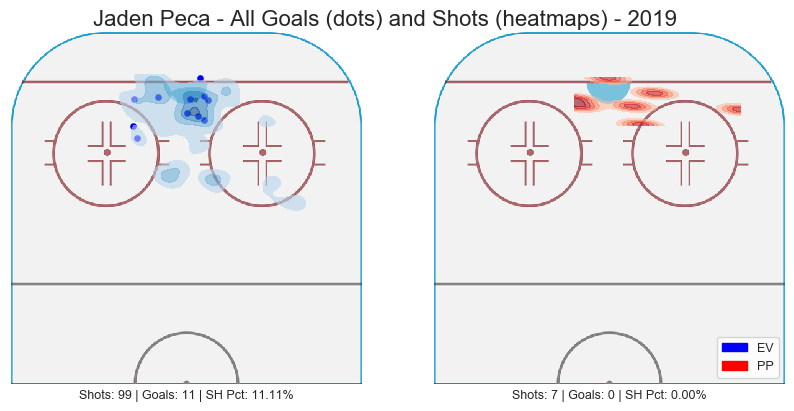 Jaden Peca - All Goals (dots) and Shots (heatmaps) - 2019
EV
PP
Shots: 99 | Goals: 11 | SH Pct: 11.11%
Shots: 7 | Goals: 0 | SH Pct: 0.00%